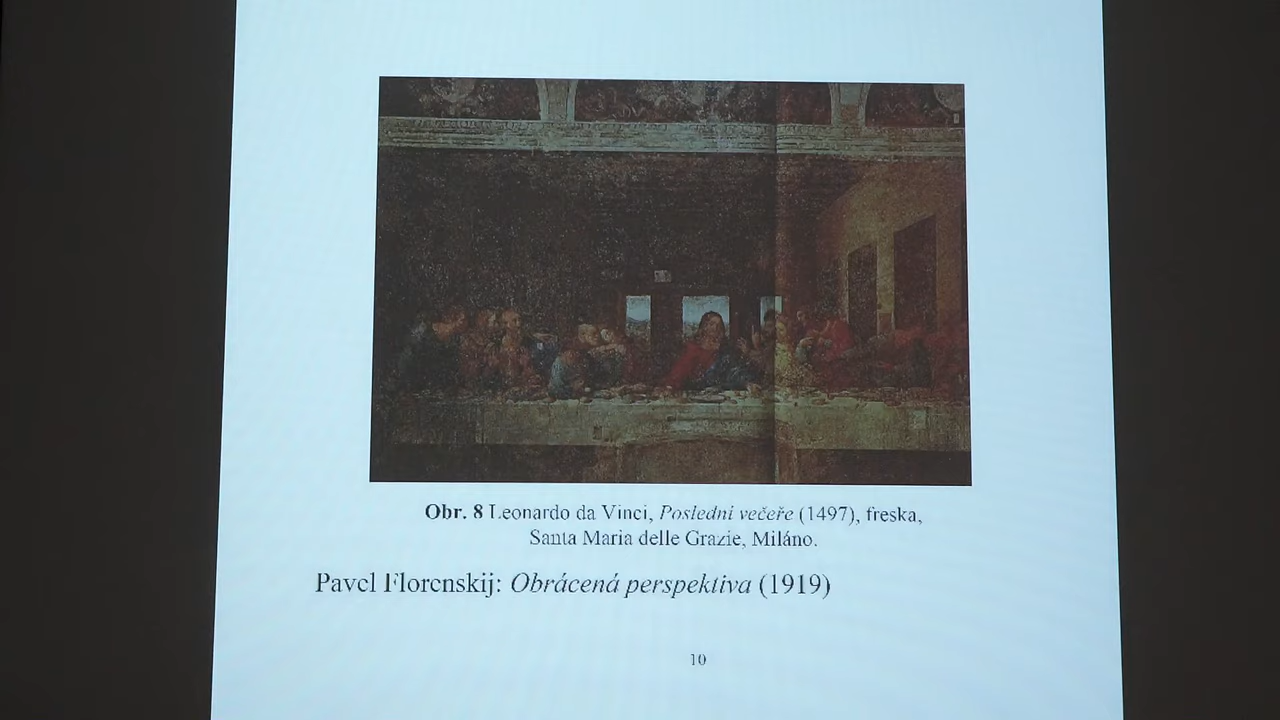 Obr. 8 Leonardo da Vinci, Poslední večeře (1497), freska,
Santa Maria delle Grazie, Miláno.
Pavel Florenskij: Obrácená perspektiva (1919)
10